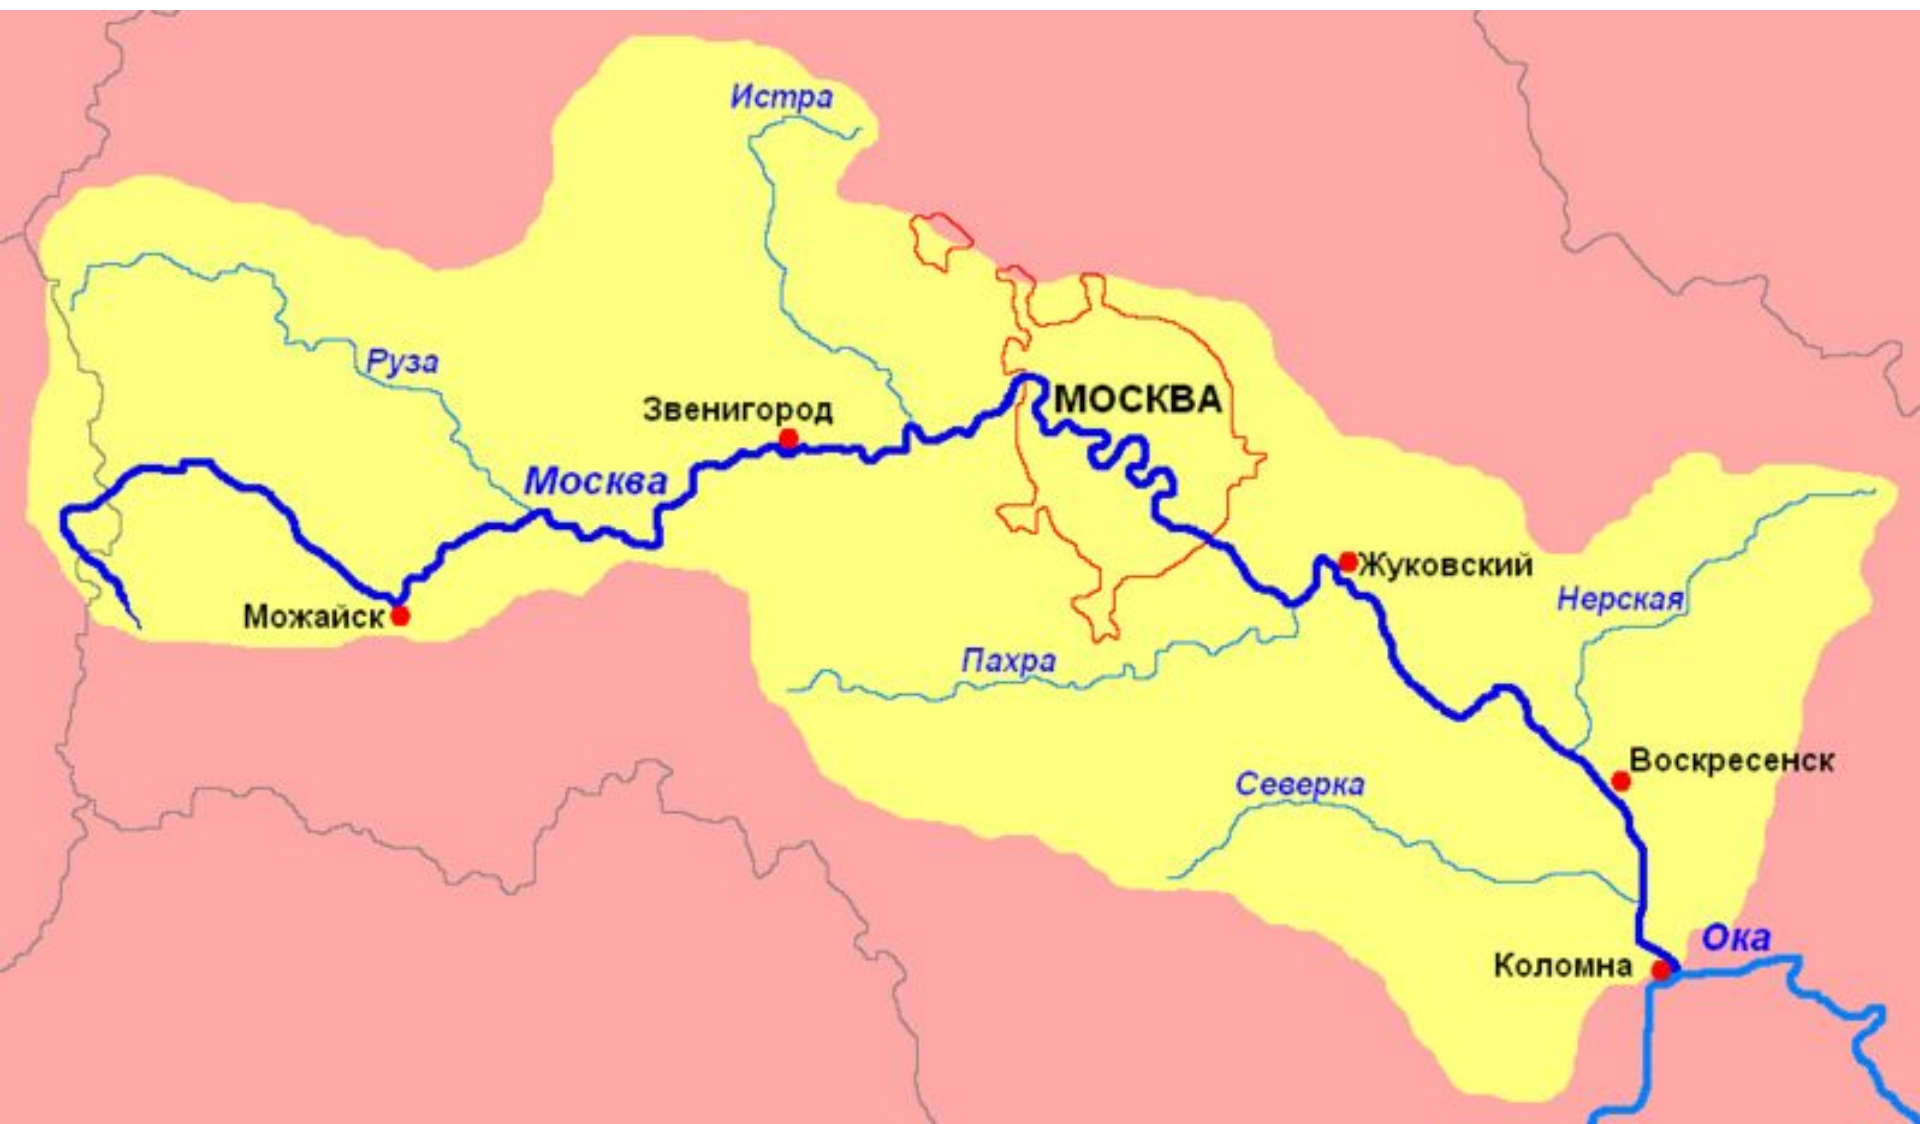 Истра
Руза
Звенигород
МОСКВА
Москва
Жуковский
Можайск
Нерская
Пахра
Воскресенск
Северка
Ока
Коломна